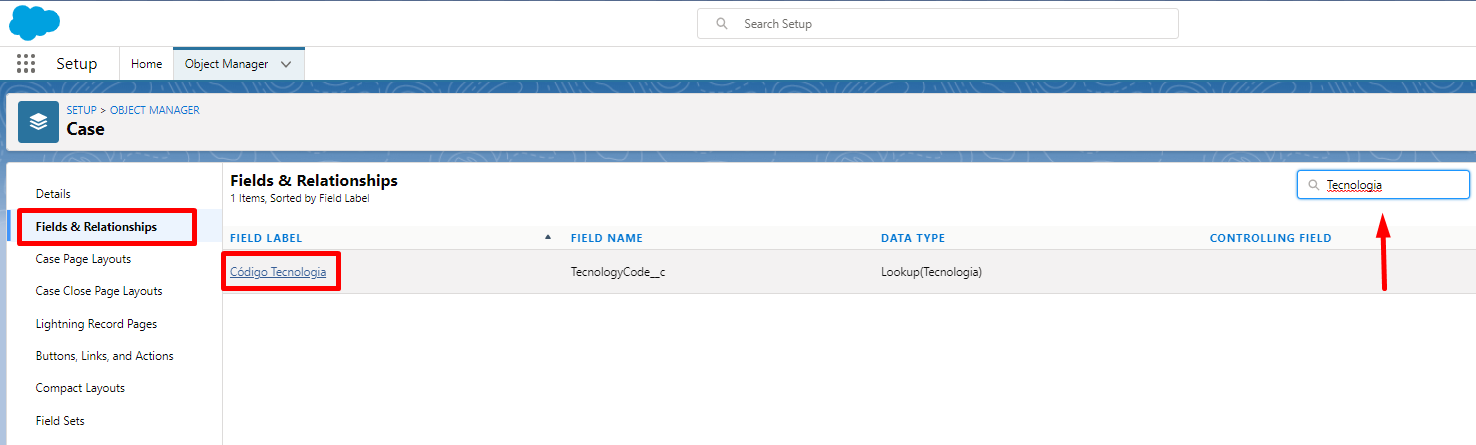 Search Setup
Setup Home Object Manager
SETUP > OBJECT MANAGER
Case
Details
Fields & Relationships
Case Page Layouts
Case Close Page Layouts
Lightning Record Pages
Buttons, Links, and Actions
Compact Layouts
Field Sets
Fields & Relationships
1 Items, Sorted by Field Label
Tecnologia
FIELD LABEL FIELD NAME DATA TYPE CONTROLLING FIELD
Código Tecnologia TecnologyCode__c Lookup(Tecnologia)